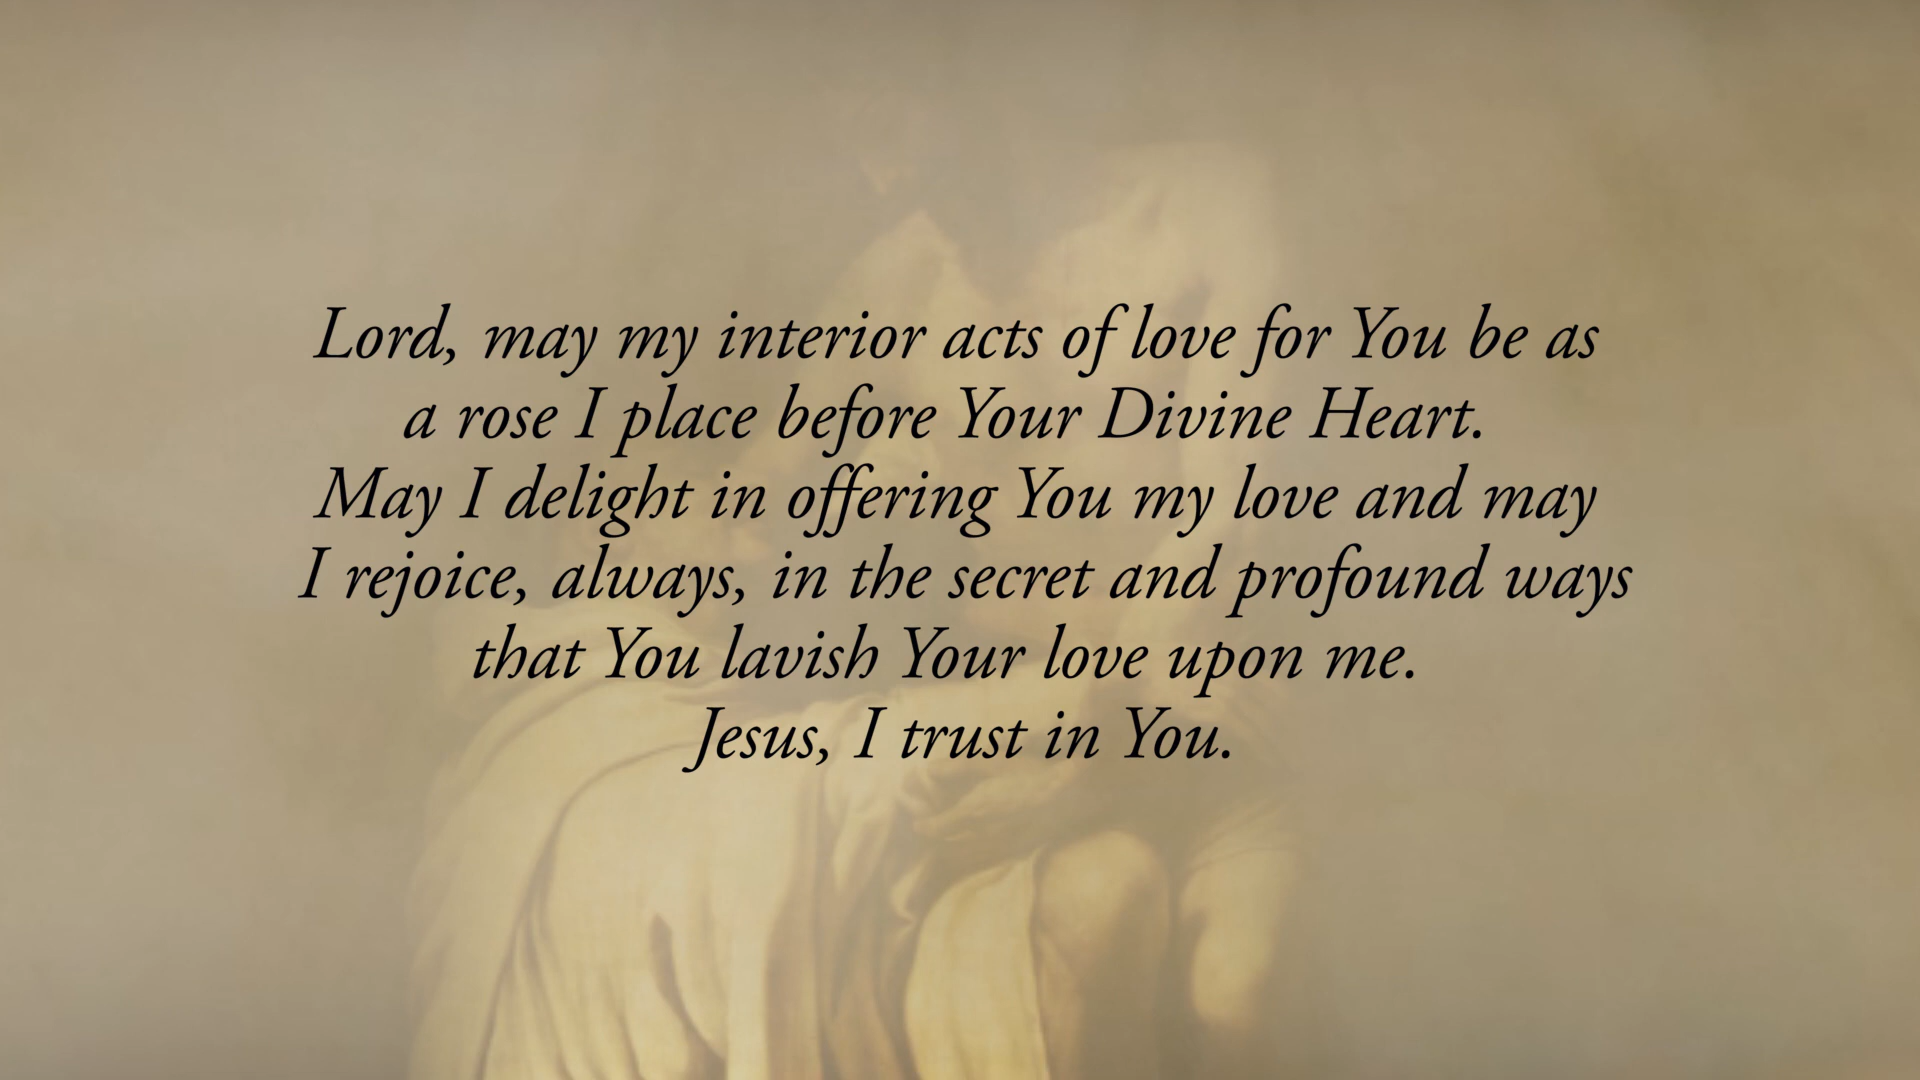 Lord, may my interior acts of love for You be as
a rose I place before Your Divine Heart.
May I delight in offering You my love and may
I rejoice, always, in the secret and profound ways
that You lavish Your love upon me.
Jesus, I trust in You.